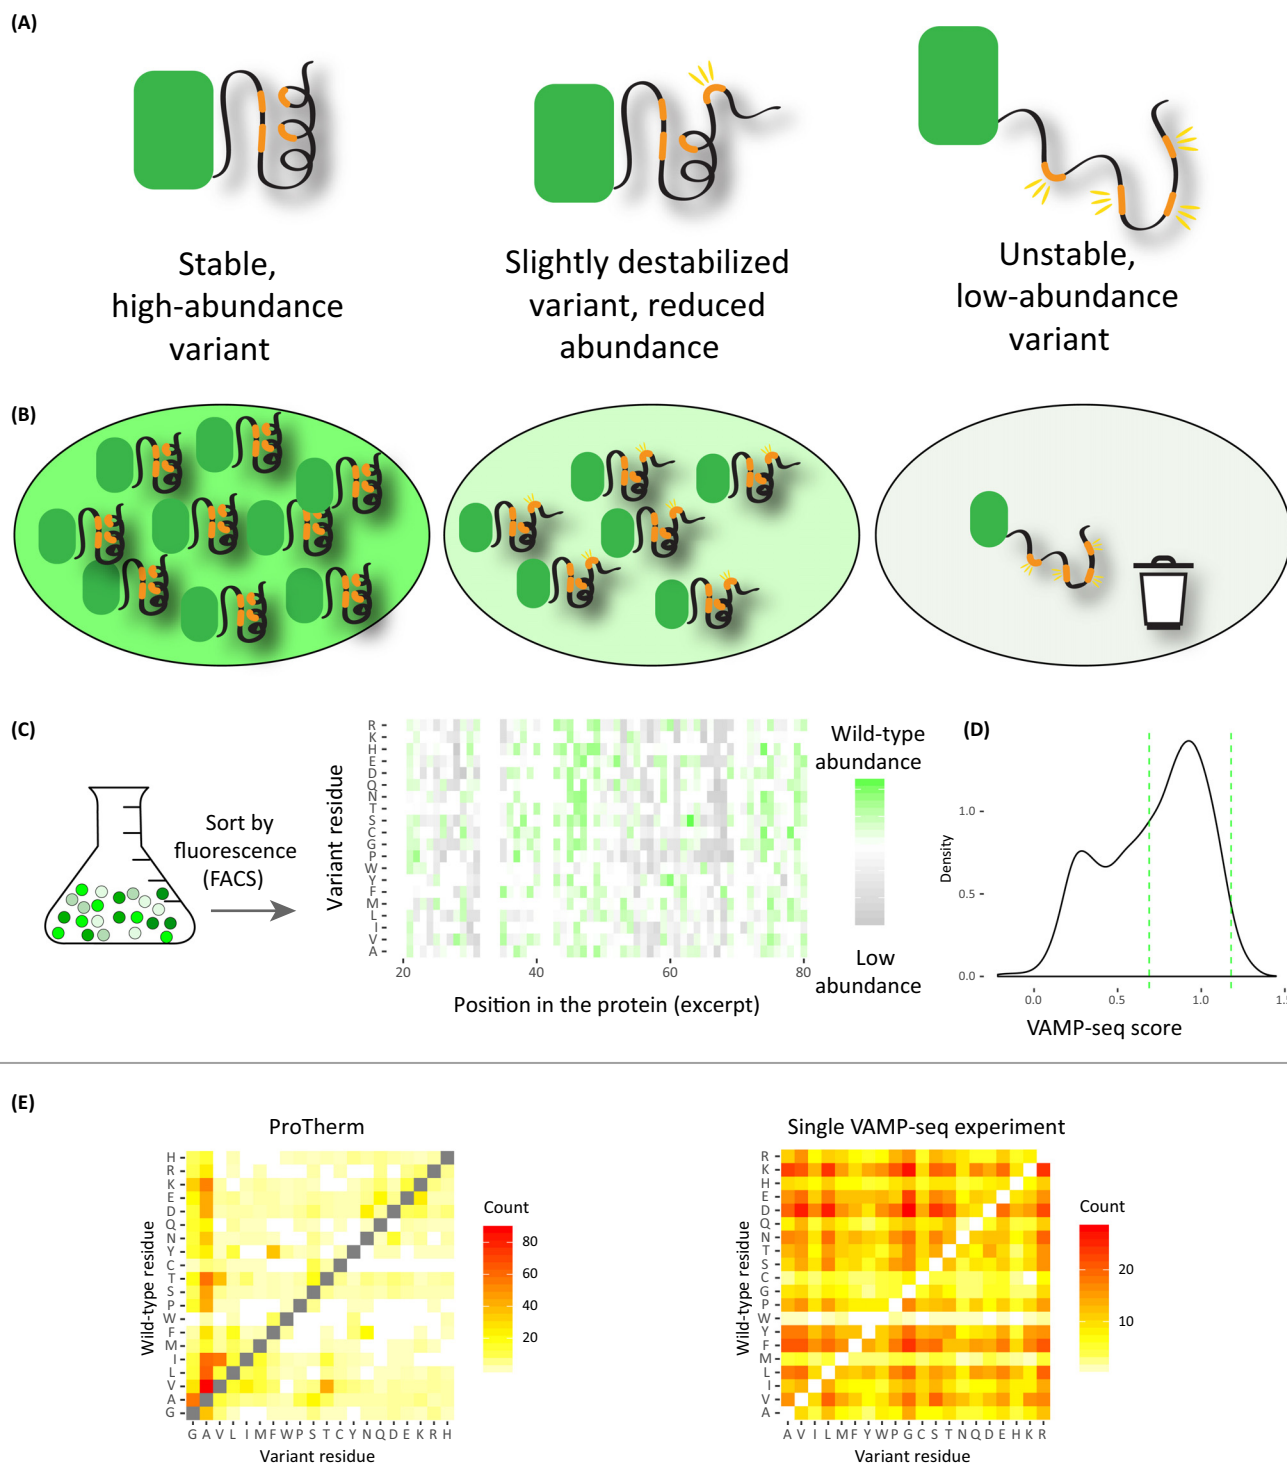 (A)
Stable,
high-abundance
variant
Slightly destabilized
variant, reduced
abundance
Unstable,
low-abundance
variant
(B)
(C)
Sort by
fluorescence
(FACS)
Variant residue
R
K
H
E
D
Q
N
T
S
C
G
P
W
Y
F
M
L
I
V
A
20 40 60 80
Position in the protein (excerpt)
Wild-type
abundance
Low
abundance
(D)
Density
1.0
0.5
0.0
0.0 0.5 1.0 1.5
VAMP-seq score
(E)
ProTherm
Wild-type residue
H
R
K
E
D
Q
N
Y
C
T
S
P
W
F
M
I
L
V
A
G
G A V L I M F W P S T C Y N Q D E K R H
Variant residue
Count
80
60
40
20
Single VAMP-seq experiment
Wild-type residue
R
K
H
E
D
Q
N
T
S
C
G
P
W
Y
F
M
L
I
V
A
A V I L M F Y W P G C S T N Q D E H K R
Variant residue
Count
20
10